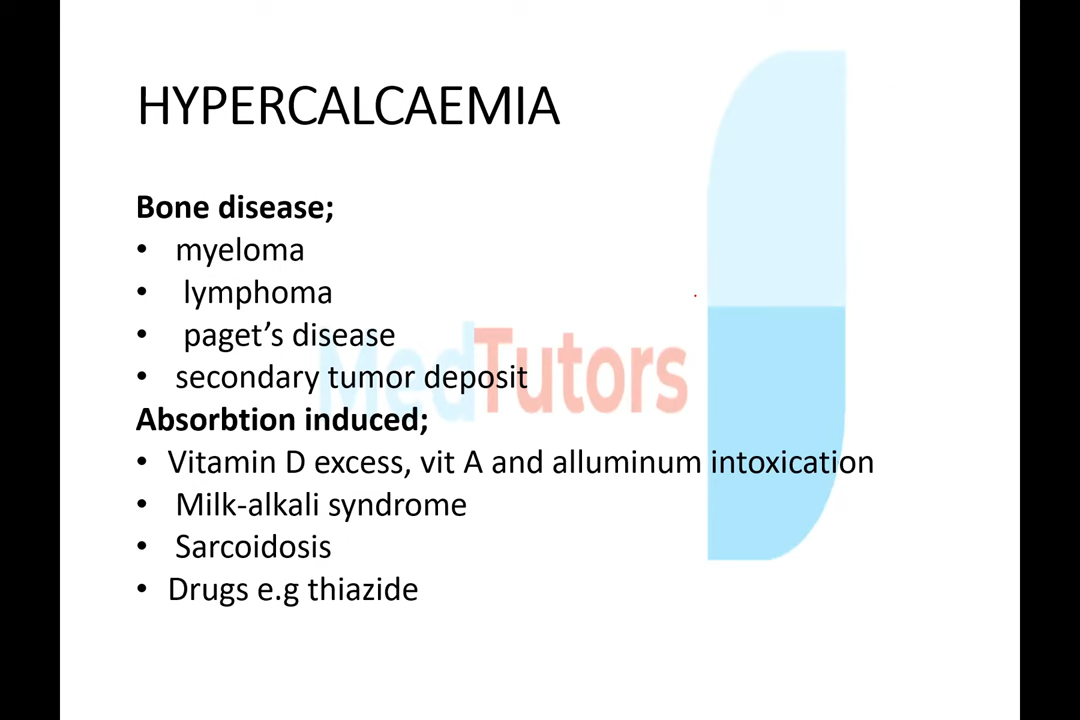 HYPERCALCAEMIA
Bone disease;
• myeloma
• lymphoma
• paget’s disease
• secondary tumor deposit
MedTutors
Absorbtion induced;
• Vitamin D excess, vit A and alluminum intoxication
• Milk-alkali syndrome
• Sarcoidosis
• Drugs e.g thiazide